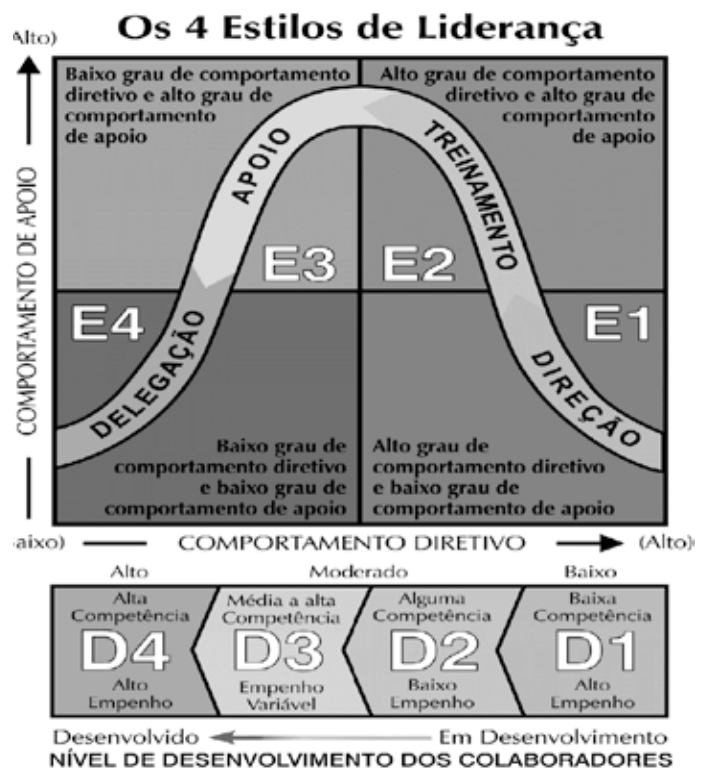 Os 4 Estilos de Liderança
Alto)
Baixo grau de comportamento
diretivo e alto grau de
comportamento
de apoio
Alto grau de comportamento
diretivo e alto grau de
comportamento
de apoio
COMPORTAMENTO DE APOIO
APOIO
TREINAMENTO
E3
E2
E4
E1
DELEGAÇÃO
DIREÇÃO
Baixo grau de
comportamento diretivo
e baixo grau de
comportamento de apoio
Alto grau de
comportamento diretivo
e baixo grau de
comportamento de apoio
aixo)
COMPORTAMENTO DIRETIVO
(Alto)
Alto
Moderado
Baixo
Alta
Competência
D4
Alto
Empenho
Média a alta
Competência
D3
Empenho
Variável
Alguma
Competência
D2
Baixo
Empenho
Baixa
Competência
D1
Alto
Empenho
Desenvolvido
Em Desenvolvimento
NÍVEL DE DESENVOLVIMENTO DOS COLABORADORES